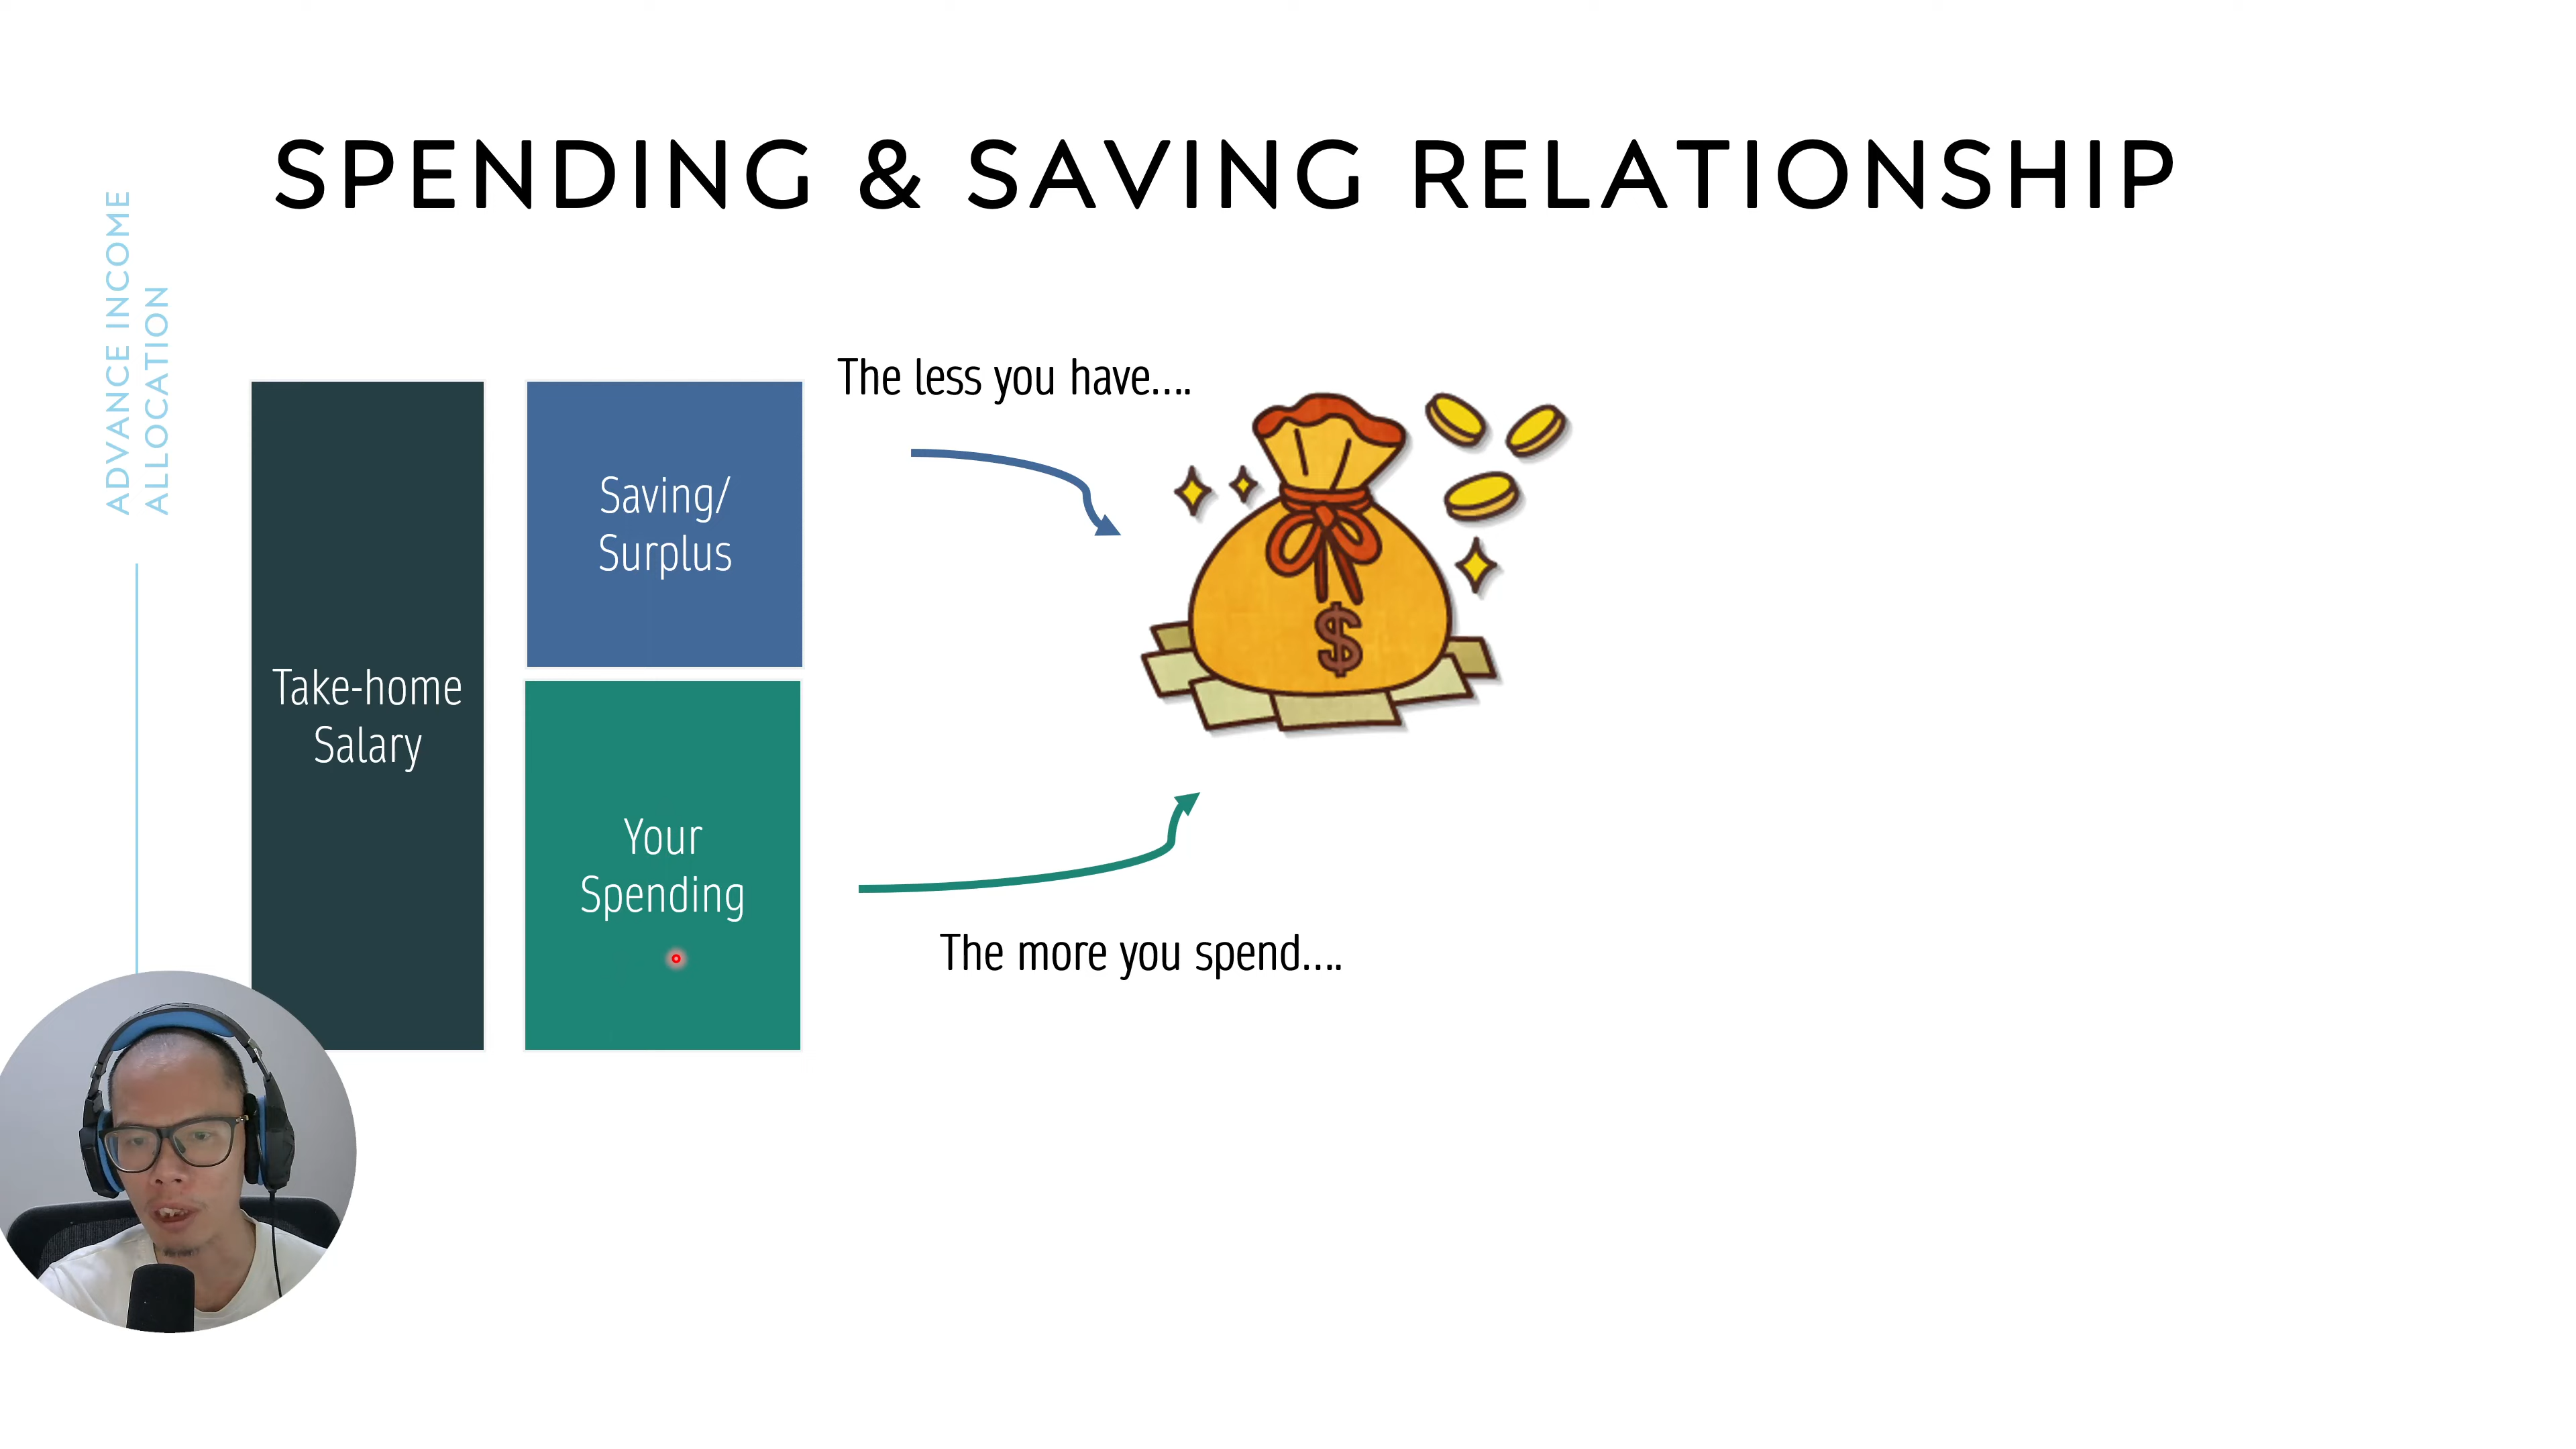 SPENDING & SAVING RELATIONSHIP
ADVANCE INCOME
ALLOCATION
The less you have....
Saving/
Surplus
Take-home
Salary
$
Your
Spending
The more you spend....